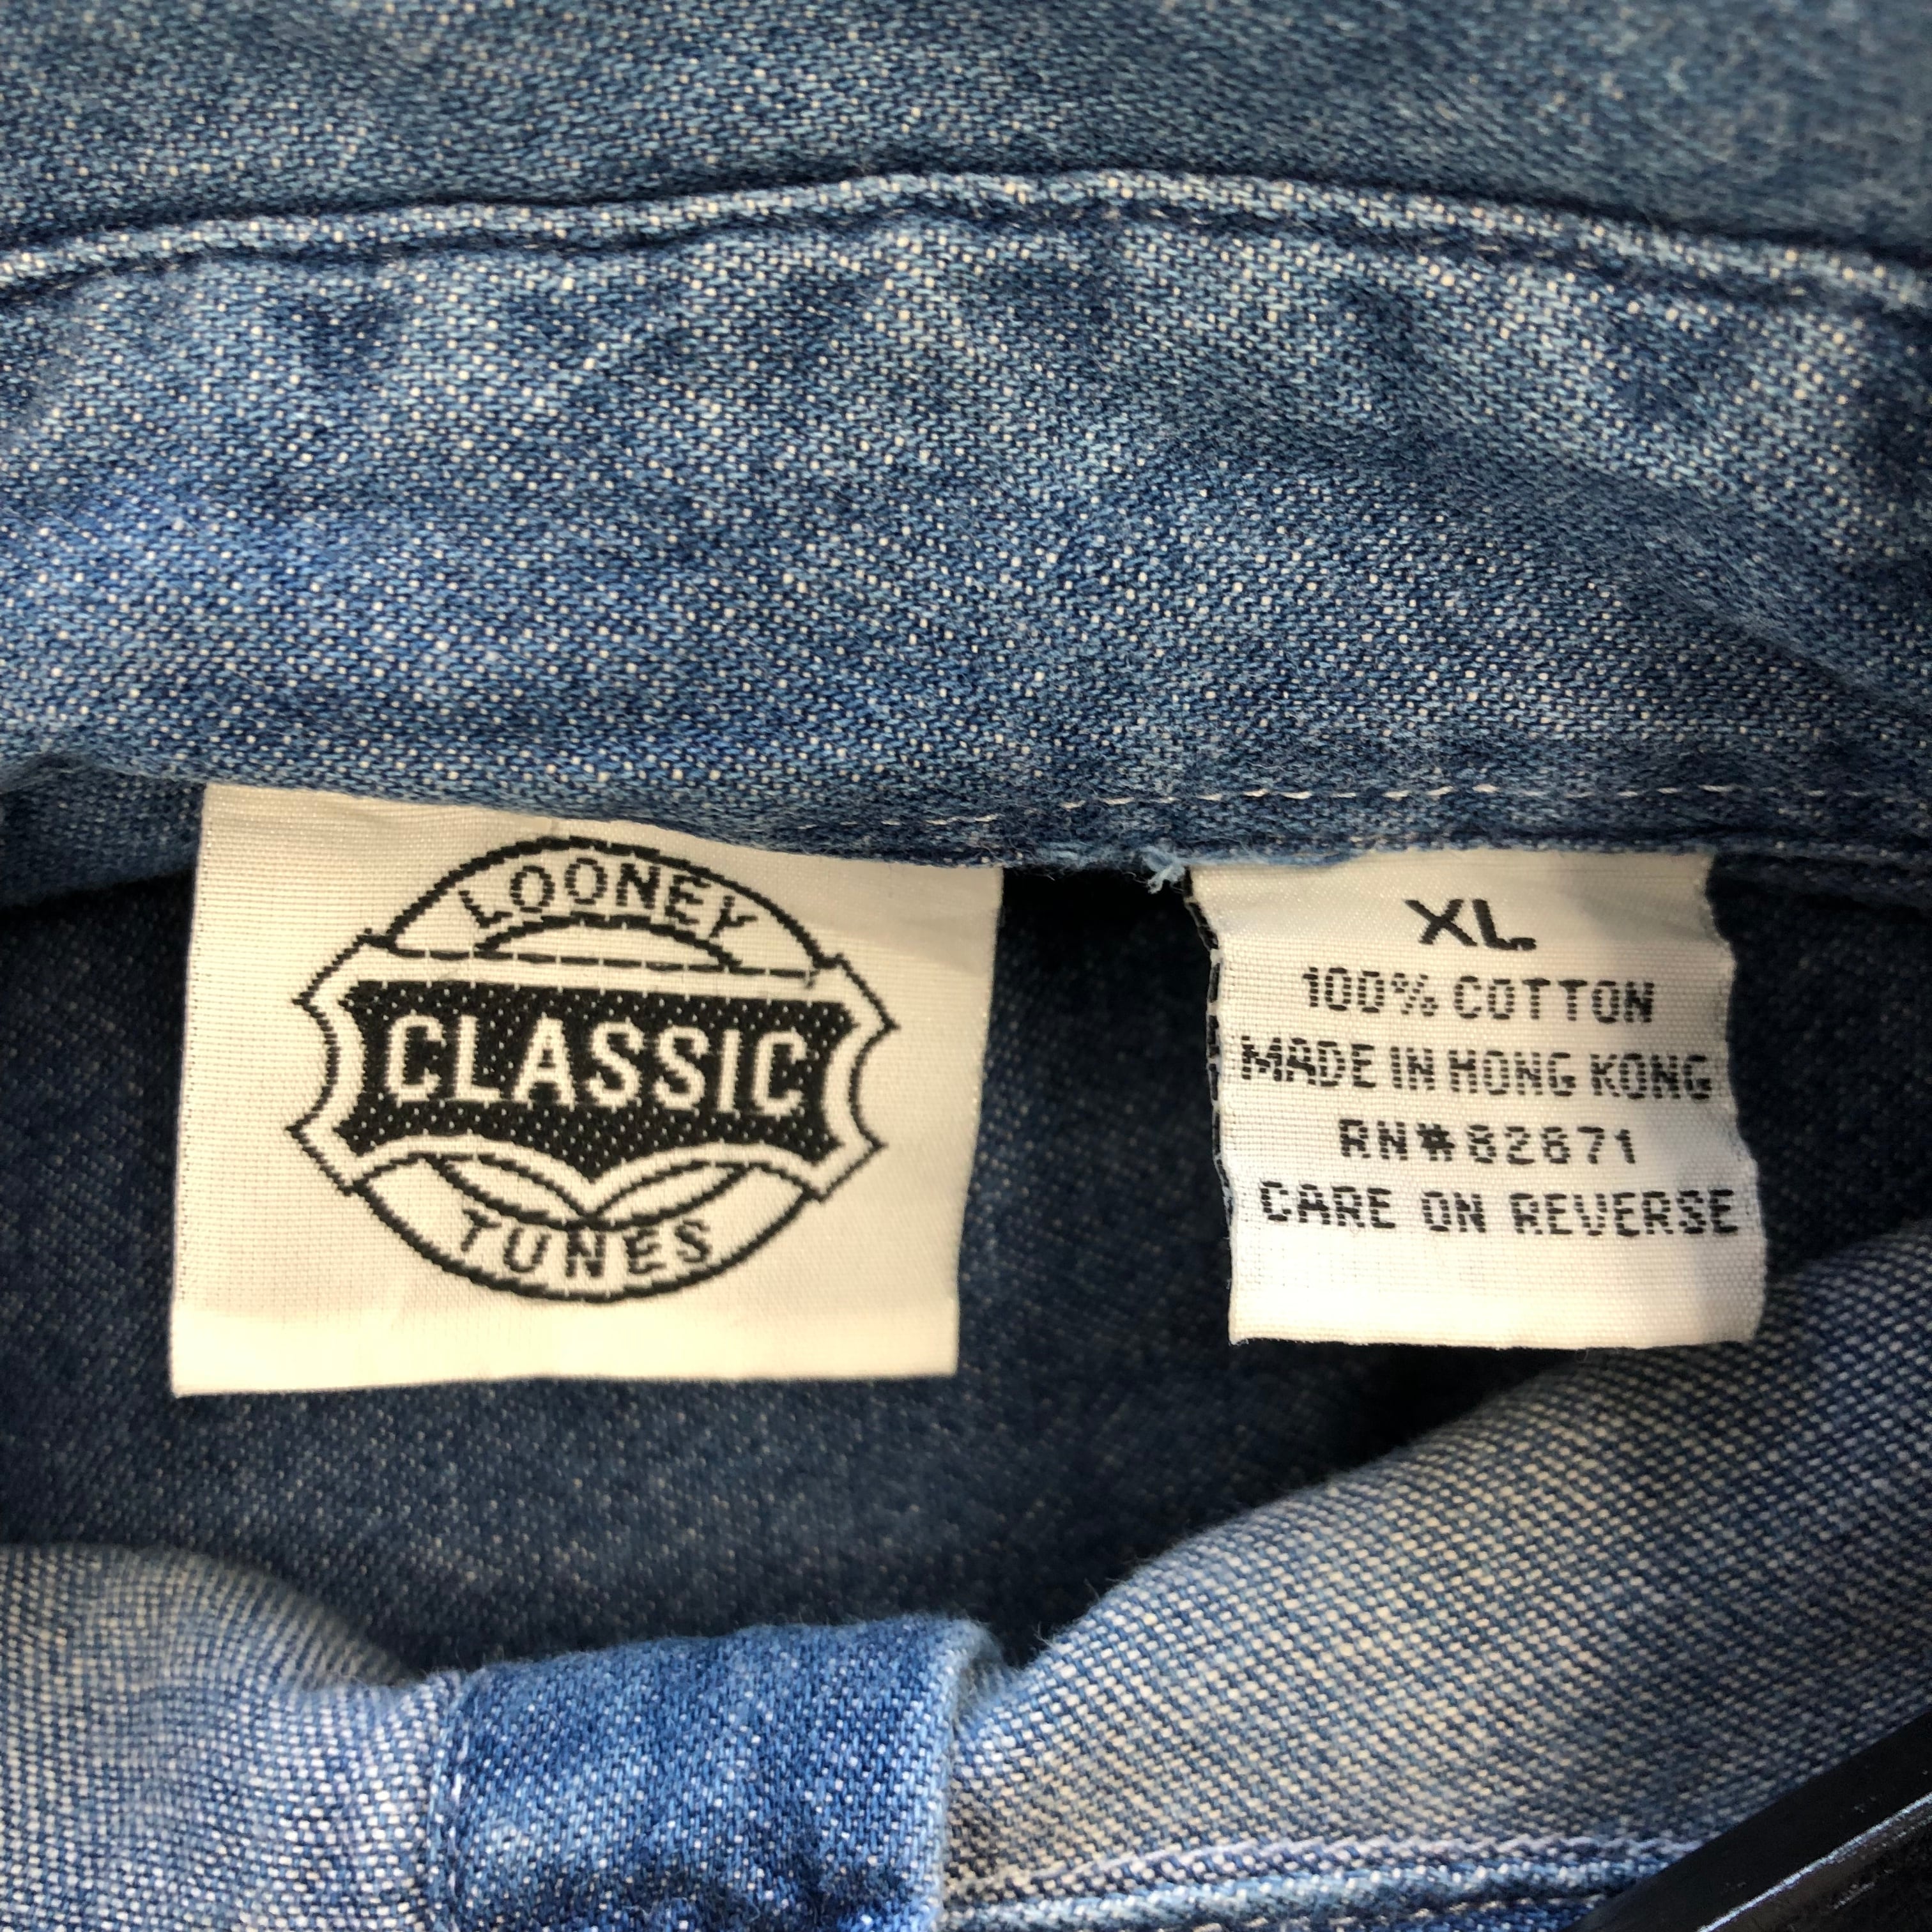 LOONEY
CLASSIC
TUNES
XL
100% COTTON
MADE IN HONG KONG
RN#82671
CARE ON REVERSE